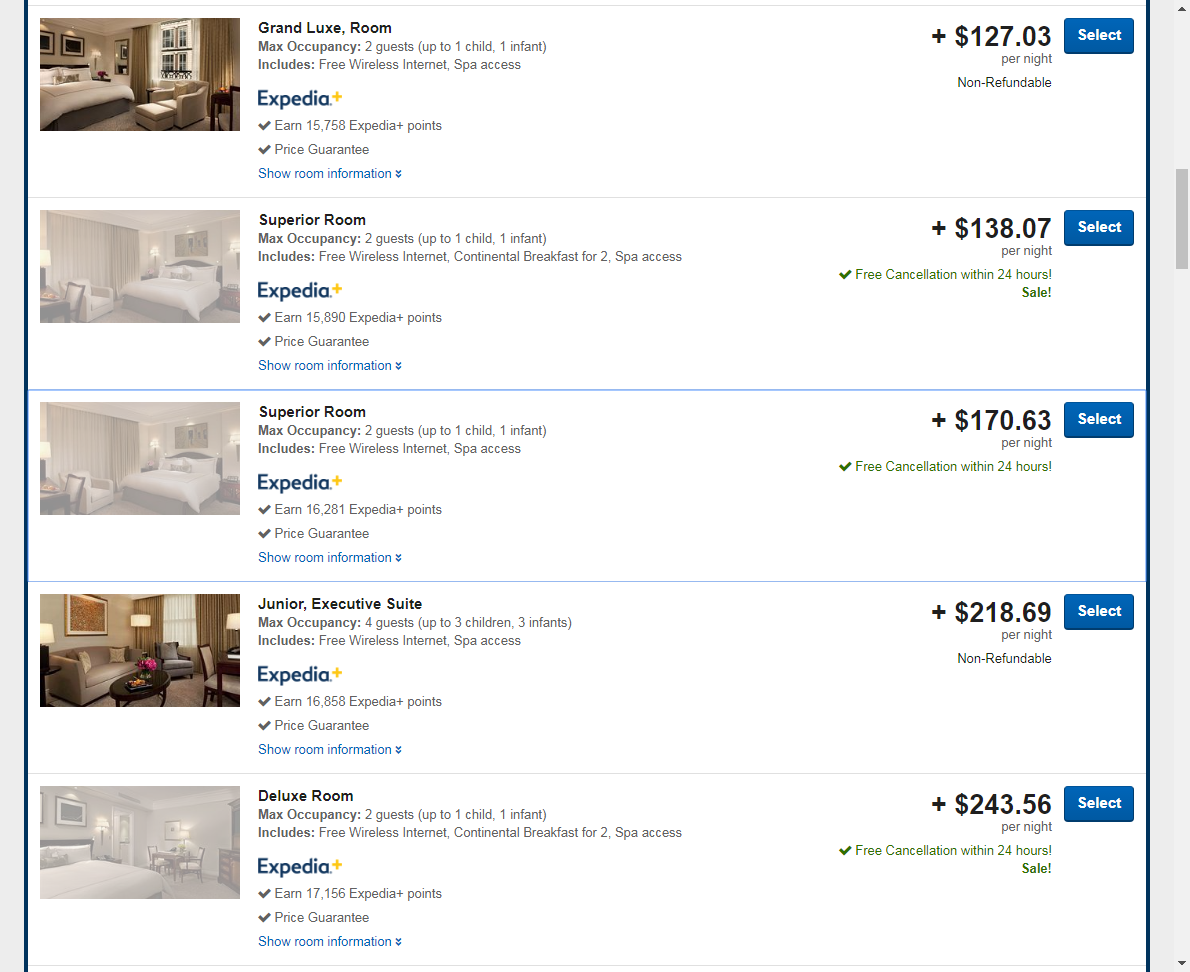 Grand Luxe, Room
Max Occupancy: 2 guests (up to 1 child, 1 infant)
Includes: Free Wireless Internet, Spa access
Expedia.+
Earn 15,758 Expedia+ points
Price Guarantee
Show room information
+ $127.03
per night
Non-Refundable
Select
Superior Room
Max Occupancy: 2 guests (up to 1 child, 1 infant)
Includes: Free Wireless Internet, Continental Breakfast for 2, Spa access
Expedia.+
Earn 15,890 Expedia+ points
Price Guarantee
Show room information
+ $138.07
per night
Free Cancellation within 24 hours!
Sale!
Select
Superior Room
Max Occupancy: 2 guests (up to 1 child, 1 infant)
Includes: Free Wireless Internet, Spa access
Expedia.+
Earn 16,281 Expedia+ points
Price Guarantee
Show room information
+ $170.63
per night
Free Cancellation within 24 hours!
Select
Junior, Executive Suite
Max Occupancy: 4 guests (up to 3 children, 3 infants)
Includes: Free Wireless Internet, Spa access
Expedia.+
Earn 16,858 Expedia+ points
Price Guarantee
Show room information
+ $218.69
per night
Non-Refundable
Select
Deluxe Room
Max Occupancy: 2 guests (up to 1 child, 1 infant)
Includes: Free Wireless Internet, Continental Breakfast for 2, Spa access
Expedia.+
Earn 17,156 Expedia+ points
Price Guarantee
Show room information
+ $243.56
per night
Free Cancellation within 24 hours!
Sale!
Select